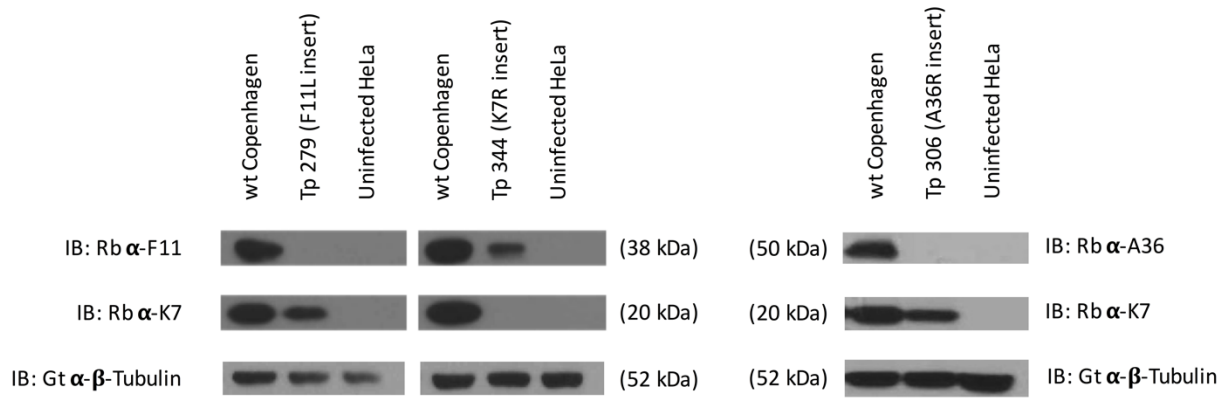 wt Copenhagen
Tp 279 (F11L insert)
Uninfected HeLa
wt Copenhagen
Tp 344 (K7R insert)
Uninfected HeLa
wt Copenhagen
Tp 306 (A36R insert)
Uninfected HeLa
IB: Rb α-F11
(38 kDa)
(50 kDa)
IB: Rb α-A36
IB: Rb α-K7
(20 kDa)
(20 kDa)
IB: Rb α-K7
IB: Gt α-β-Tubulin
(52 kDa)
(52 kDa)
IB: Gt α-β-Tubulin